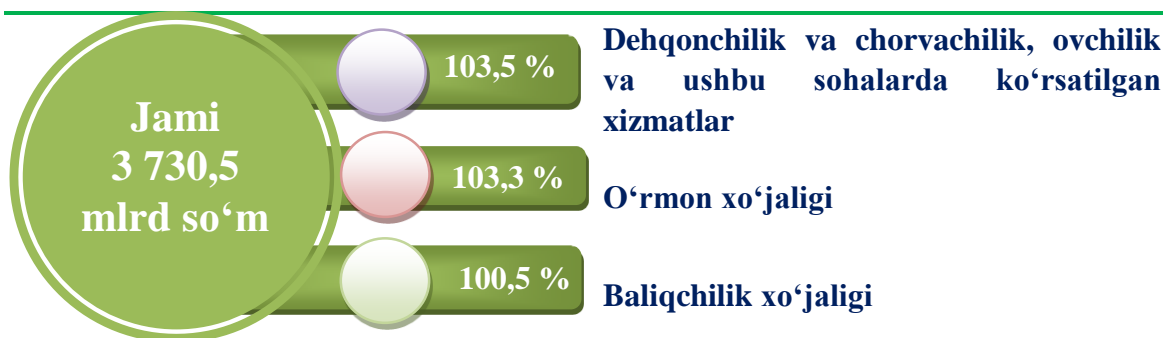 Jami
3 730,5
mlrd so‘m
103,5 %
Dehqonchilik va chorvachilik, ovchilik
va ushbu sohalarda ko‘rsatilgan
xizmatlar
103,3 %
O‘rmon xo‘jaligi
100,5 %
Baliqchilik xo‘jaligi